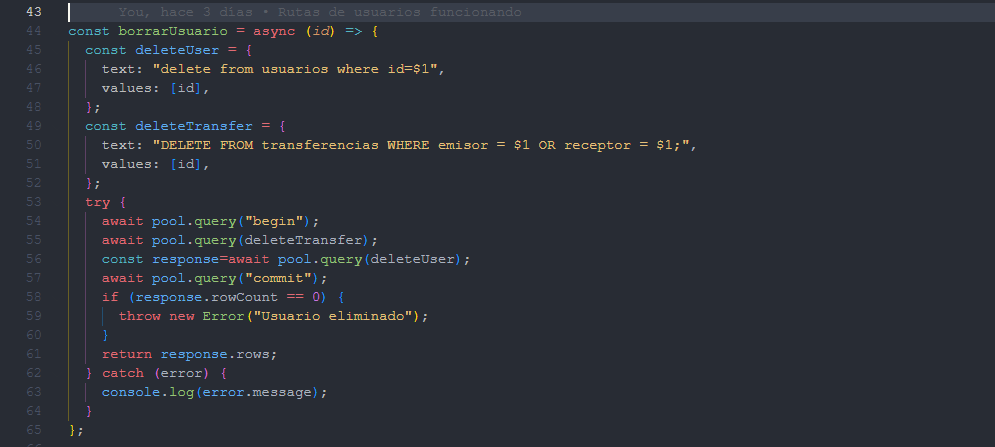 43 You, hace 3 días • Rutas de usuarios funcionando
44 const borrarUsuario = async (id) => {
45 const deleteUser = {
46 text: "delete from usuarios where id=$1",
47 values: [id],
48 };
49 const deleteTransfer = {
50 text: "DELETE FROM transferencias WHERE emisor = $1 OR receptor = $1;",
51 values: [id],
52 };
53 try {
54 await pool.query("begin");
55 await pool.query(deleteTransfer);
56 const response=await pool.query(deleteUser);
57 await pool.query("commit");
58 if (response.rowCount == 0) {
59 throw new Error("Usuario eliminado");
60 }
61 return response.rows;
62 } catch (error) {
63 console.log(error.message);
64 }
65 };